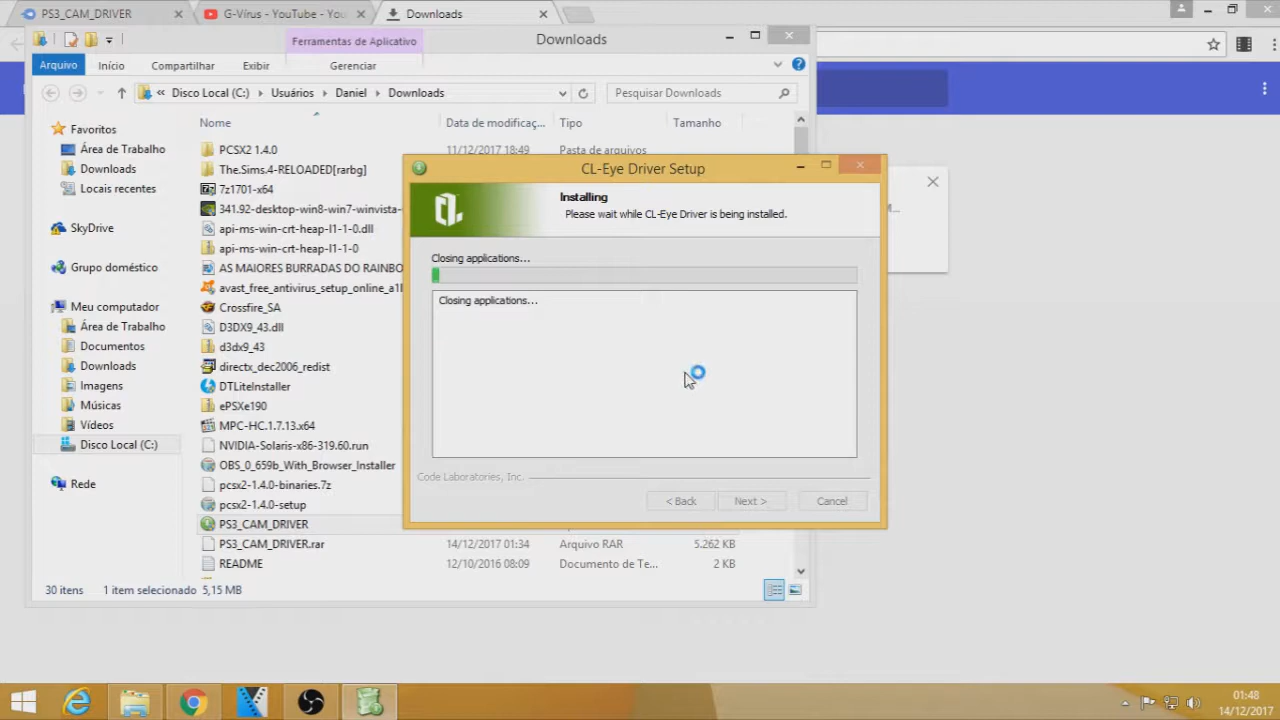 PS3_CAM_DRIVER
G-Vírus - YouTube - You
Downloads
Ferramentas de Aplicativo
Downloads
Arquivo
Início
Compartilhar
Exibir
Gerenciar
« Disco Local (C:) Usuários Daniel Downloads
Pesquisar Downloads
Favoritos
Área de Trabalho
Downloads
Locais recentes
SkyDrive
Grupo doméstico
Meu computador
Área de Trabalho
Documentos
Downloads
Imagens
Músicas
Vídeos
Disco Local (C:)
Rede
Nome
Data de modificaç...
Tipo
Tamanho
PCSX2 1.4.0
11/12/2017 18:49
Pasta de arquivos
The.Sims.4-RELOADED[rarbg]
7z1701-x64
341.92-desktop-win8-win7-winvista-
api-ms-win-crt-heap-l1-1-0.dll
api-ms-win-crt-heap-l1-1-0
AS MAIORES BURRADAS DO RAINBO
avast_free_antivirus_setup_online_a1
Crossfire_SA
D3DX9_43.dll
d3dx9_43
directx_dec2006_redist
DTLiteInstaller
ePSXe190
MPC-HC.1.7.13.x64
NVIDIA-Solaris-x86-319.60.run
OBS_0_659b_With_Browser_Installer
pcsx2-1.4.0-binaries.7z
pcsx2-1.4.0-setup
PS3_CAM_DRIVER
PS3_CAM_DRIVER.rar
14/12/2017 01:34
Arquivo RAR
5.262 KB
README
12/10/2016 08:09
Documento de Te...
2 KB
30 itens
1 item selecionado 5,15 MB
CL-Eye Driver Setup
Installing
Please wait while CL-Eye Driver is being installed.
Closing applications...
Closing applications...
Code Laboratories, Inc.
< Back
Next >
Cancel
M...
01:48
14/12/2017